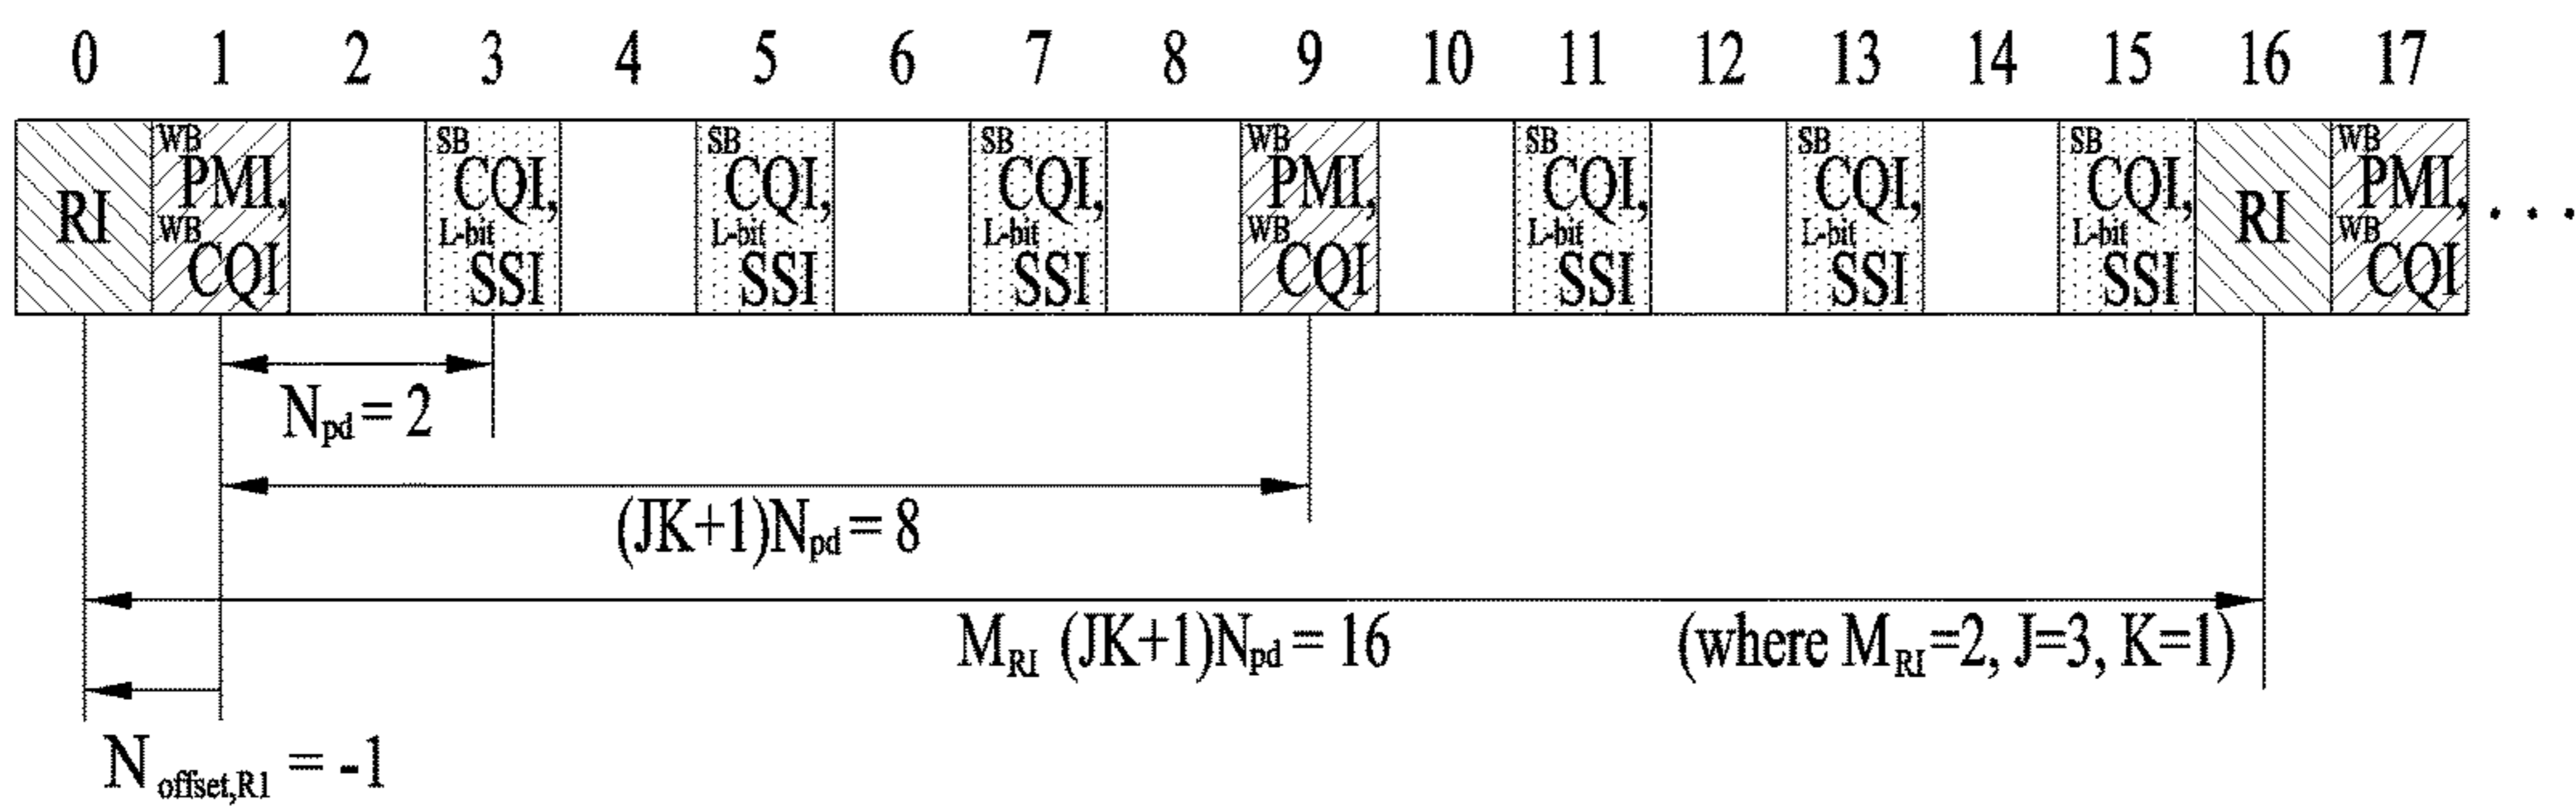 0 1 2 3 4 5 6 7 8 9 10 11 12 13 14 15 16 17
RI
WB
PMI,
WB
CQI
SB
CQI,
L-bit
SSI
SB
CQI,
L-bit
SSI
SB
CQI,
L-bit
SSI
WB
PMI,
WB
CQI
SB
CQI,
L-bit
SSI
SB
CQI,
L-bit
SSI
SB
CQI,
L-bit
SSI
RI
WB
PMI,
WB
CQI
. . .
Npd = 2
(JK+1)Npd = 8
MRI (JK+1)Npd = 16 (where MRI=2, J=3, K=1)
Noffset,R1 = -1